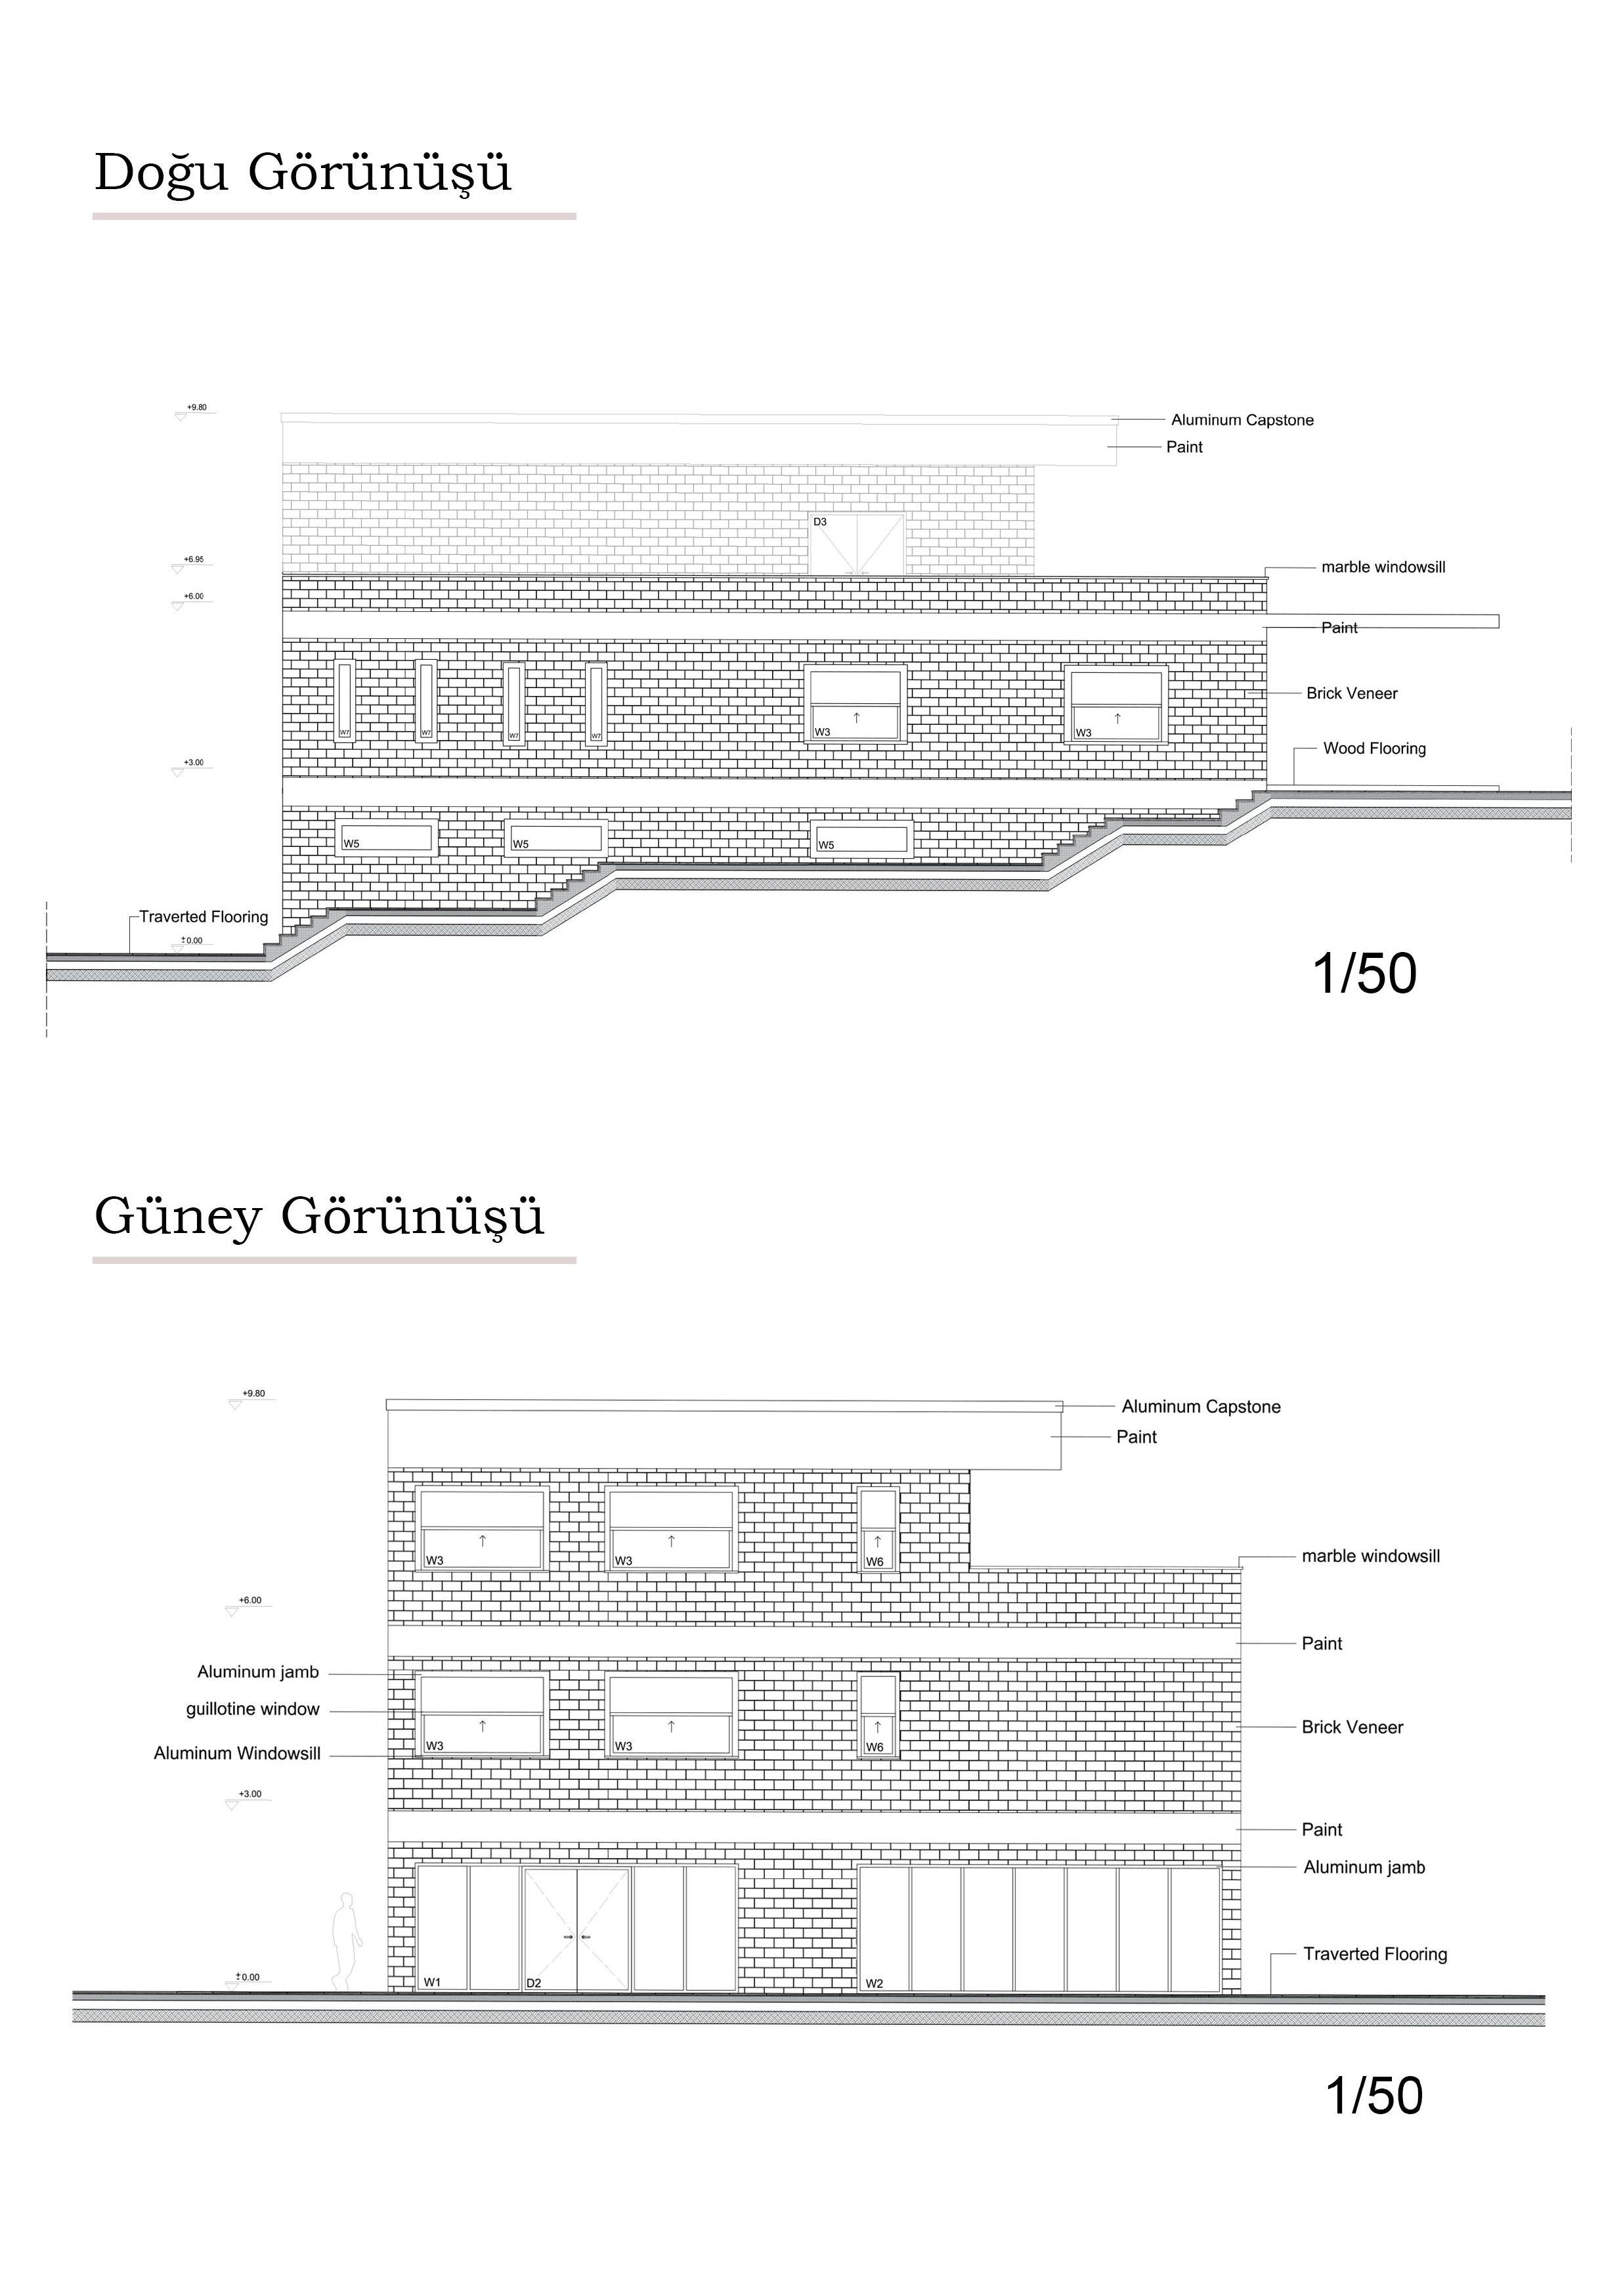 Doğu Görünüşü
+9.80
Aluminum Capstone
Paint
D3
+6.95
marble windowsill
+6.00
Paint
Brick Veneer
W7
W7
W7
W7
W3
W3
Wood Flooring
+3.00
W5
W5
W5
Traverted Flooring
±0.00
1/50
Güney Görünüşü
+9.80
Aluminum Capstone
Paint
W3
W3
W6
marble windowsill
+6.00
Paint
Aluminum jamb
guillotine window
Brick Veneer
W3
W3
W6
Aluminum Windowsill
+3.00
Paint
Aluminum jamb
Traverted Flooring
±0.00
W1
D2
W2
1/50